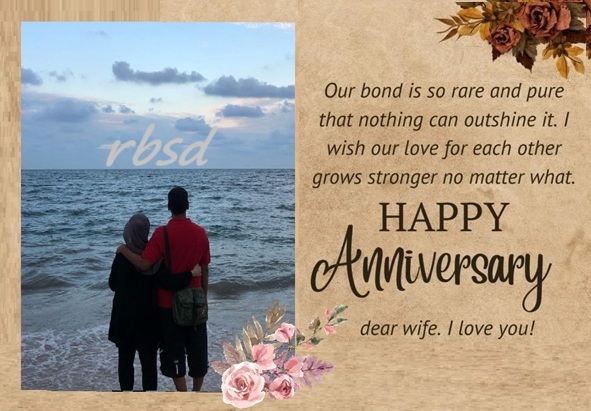 rbsd
Our bond is so rare and pure
that nothing can outshine it. I
wish our love for each other
grows stronger no matter what.
HAPPY
Anniversary
dear wife. I love you!